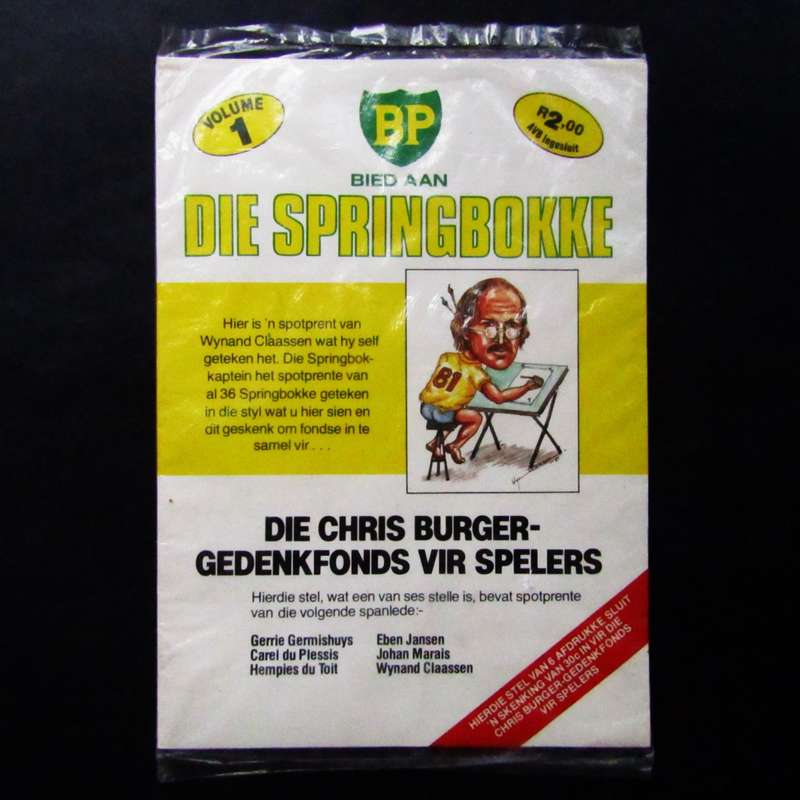 VOLUME
1
BP
R2,00
AVB ingesluit
BIED AAN
DIE SPRINGBOKKE
Hier is 'n spotprent van
Wynand Claassen wat hy self
geteken het. Die Springbok-
kaptein het spotprente van
al 36 Springbokke geteken
in die styl wat u hier sien en
dit geskenk om fondse in te
samel vir . . .
81
DIE CHRIS BURGER-
GEDENKFONDS VIR SPELERS
Hierdie stel, wat een van ses stelle is, bevat spotprente
van die volgende spanlede:-
Gerrie Germishuys Eben Jansen
Carel du Plessis Johan Marais
Hempies du Toit Wynand Claassen
HIERDIE STEL VAN 6 AFDRUKKE SLUIT
'N SKENKING VAN 30c IN VIR DIE
CHRIS BURGER-GEDENKFONDS
VIR SPELERS